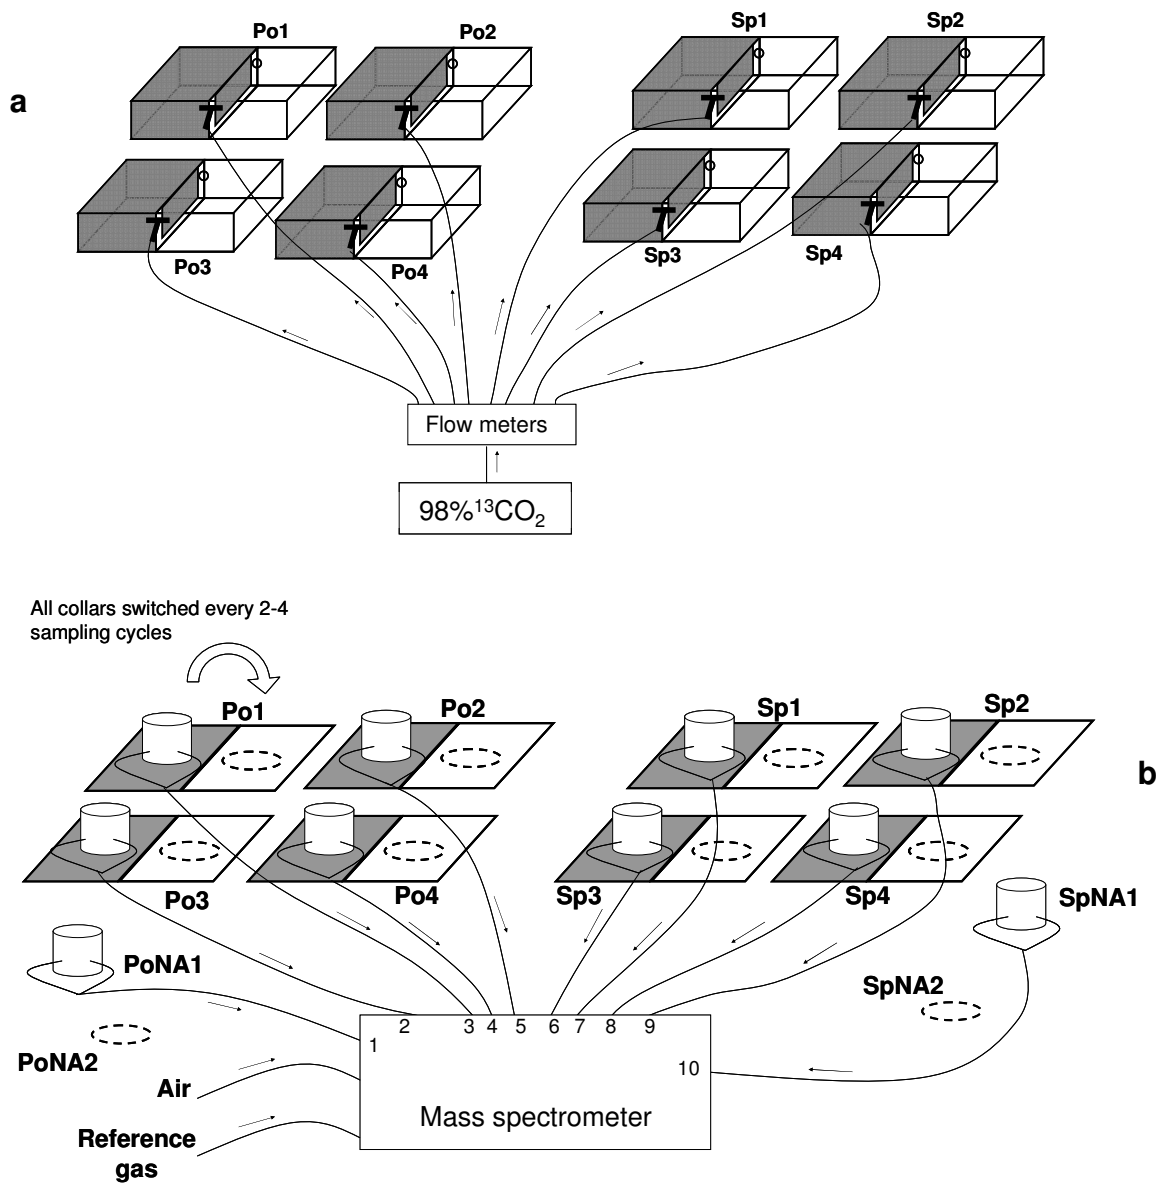 Po1
Po2
Sp1
Sp2
a
Po3
Po4
Sp3
Sp4
Flow meters
98%¹³CO₂
All collars switched every 2-4
sampling cycles
Po1
Po2
Sp1
Sp2
b
Po3
Po4
Sp3
Sp4
SpNA1
PoNA1
SpNA2
PoNA2
1
2
3
4
5
6
7
8
9
10
Air
Mass spectrometer
Reference
gas